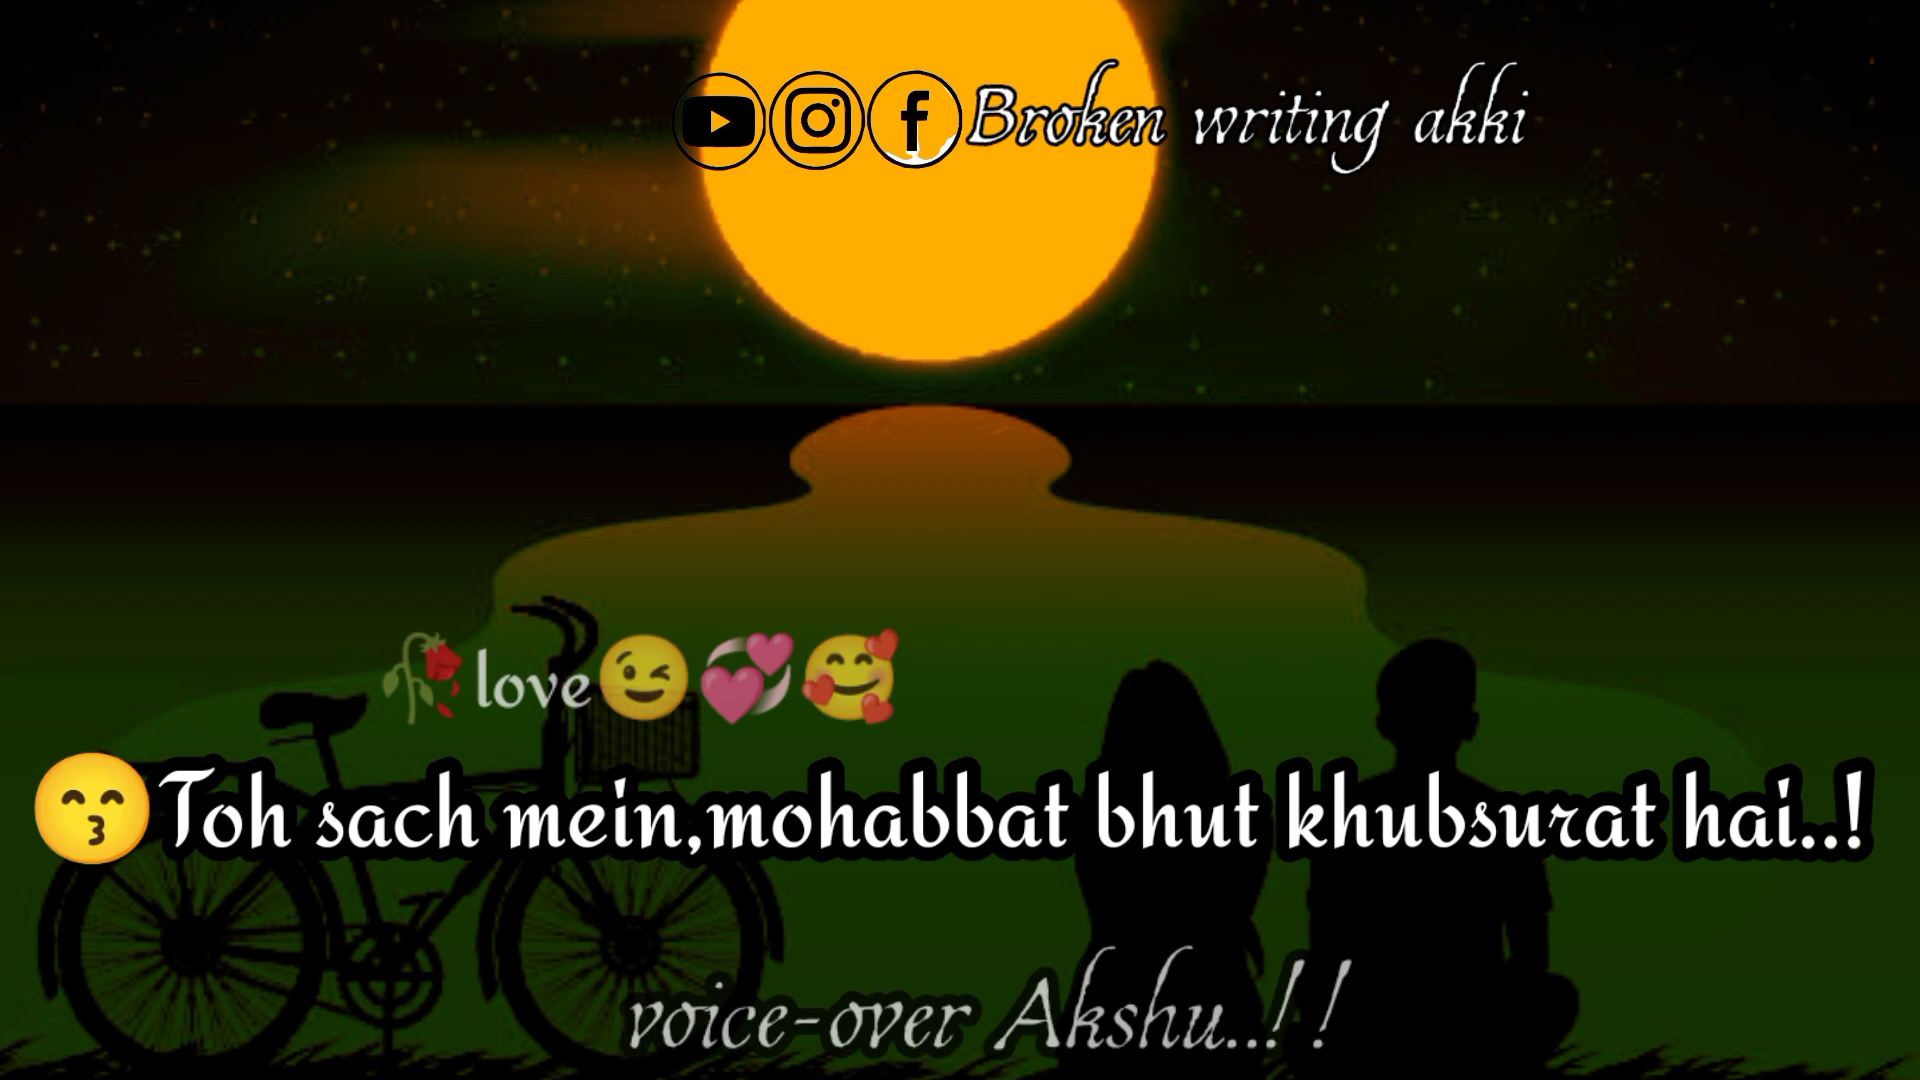 Broken writing akki
🥀love😉💞🥰
😙Toh sach mein,mohabbat bhut khubsurat hai..!
voice-over Akshu...! !